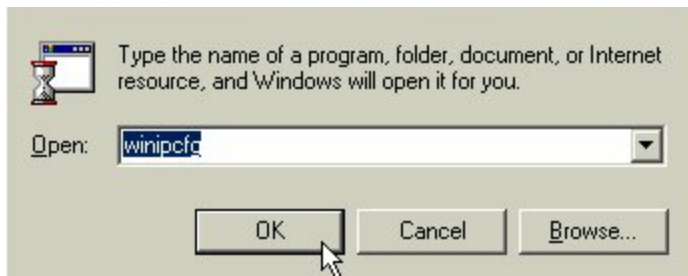 Type the name of a program, folder, document, or Internet
resource, and Windows will open it for you.
Open: winipcfg
OK Cancel Browse...